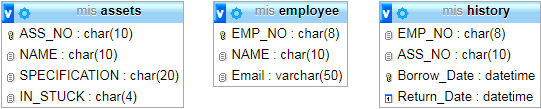 mis assets
ASS_NO : char(10)
NAME : char(10)
SPECIFICATION : char(20)
IN_STUCK : char(4)
mis employee
EMP_NO : char(8)
NAME : char(10)
Email : varchar(50)
mis history
EMP_NO : char(8)
ASS_NO : char(10)
Borrow_Date : datetime
Return_Date : datetime